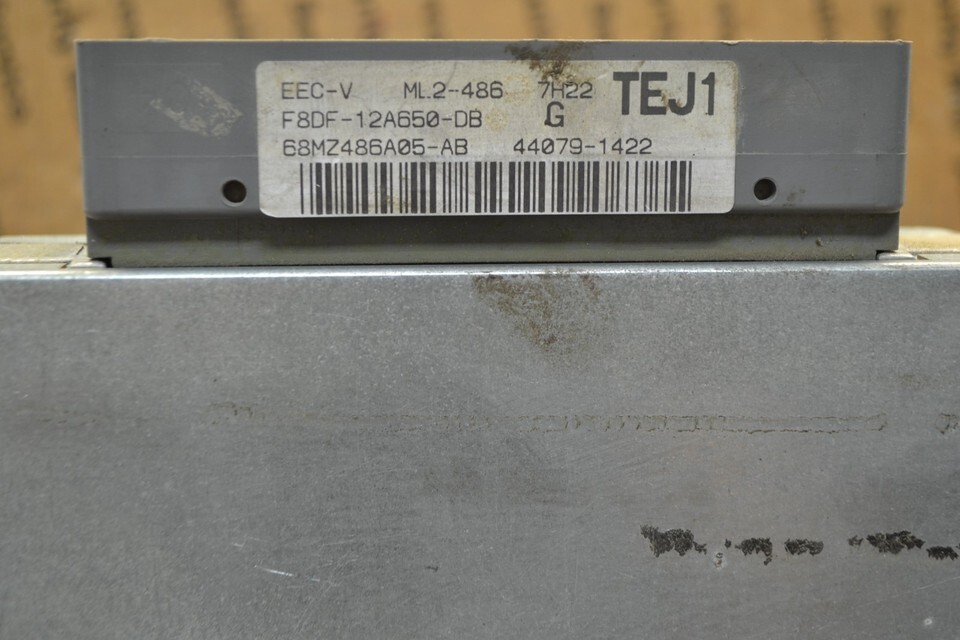 EEC-V ML2-486 7H22 TEJ1
F8DF-12A650-DB G
68MZ486A05-AB 44079-1422